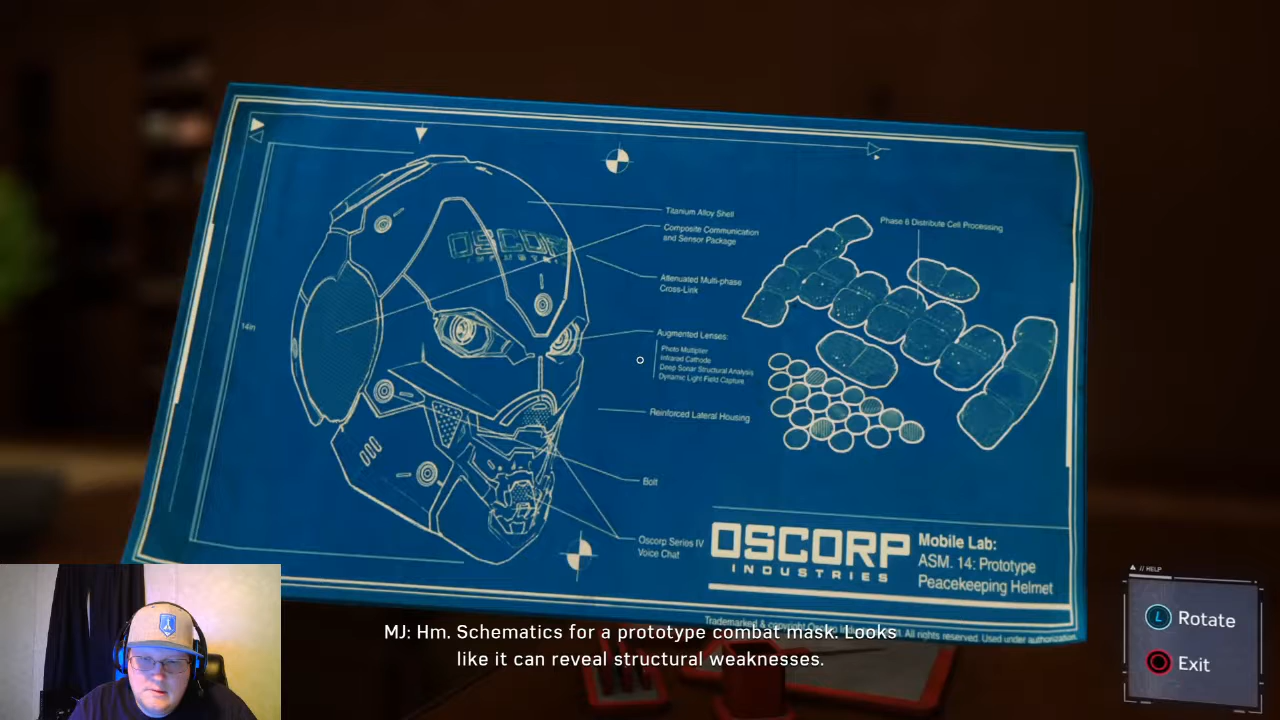 Titanium Alloy Shell
Composite Communication
and Sensor Package
Attenuated Multi-phase
Cross-Link
Augmented Lenses:
Photo Multiplier
Infrared Cathode
Deep Sonar Structural Analysis
Dynamic Light Field Capture
Reinforced Lateral Housing
Bolt
Oscorp Series IV
Voice Chat
14in
OSCORP
INDUSTRIES
Phase 6 Distribute Cell Processing
OSCORP
INDUSTRIES
Mobile Lab:
ASM. 14: Prototype
Peacekeeping Helmet
Trademarked & copyright All rights reserved. Used under authorization.
MJ: Hm. Schematics for a prototype combat mask. Looks
like it can reveal structural weaknesses.
// HELP
L Rotate
Exit